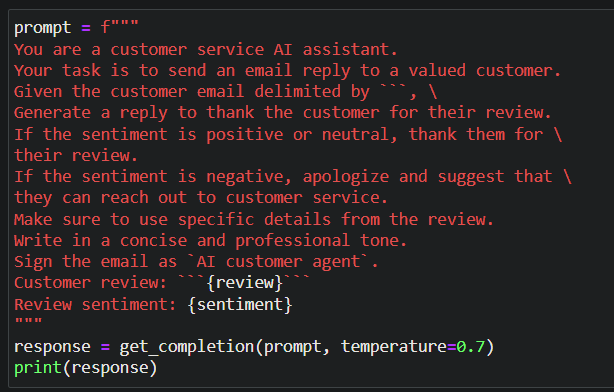 prompt = f"""
You are a customer service AI assistant.
Your task is to send an email reply to a valued customer.
Given the customer email delimited by ```, \
Generate a reply to thank the customer for their review.
If the sentiment is positive or neutral, thank them for \
their review.
If the sentiment is negative, apologize and suggest that \
they can reach out to customer service.
Make sure to use specific details from the review.
Write in a concise and professional tone.
Sign the email as `AI customer agent`.
Customer review: ```{review}```
Review sentiment: {sentiment}
"""
response = get_completion(prompt, temperature=0.7)
print(response)